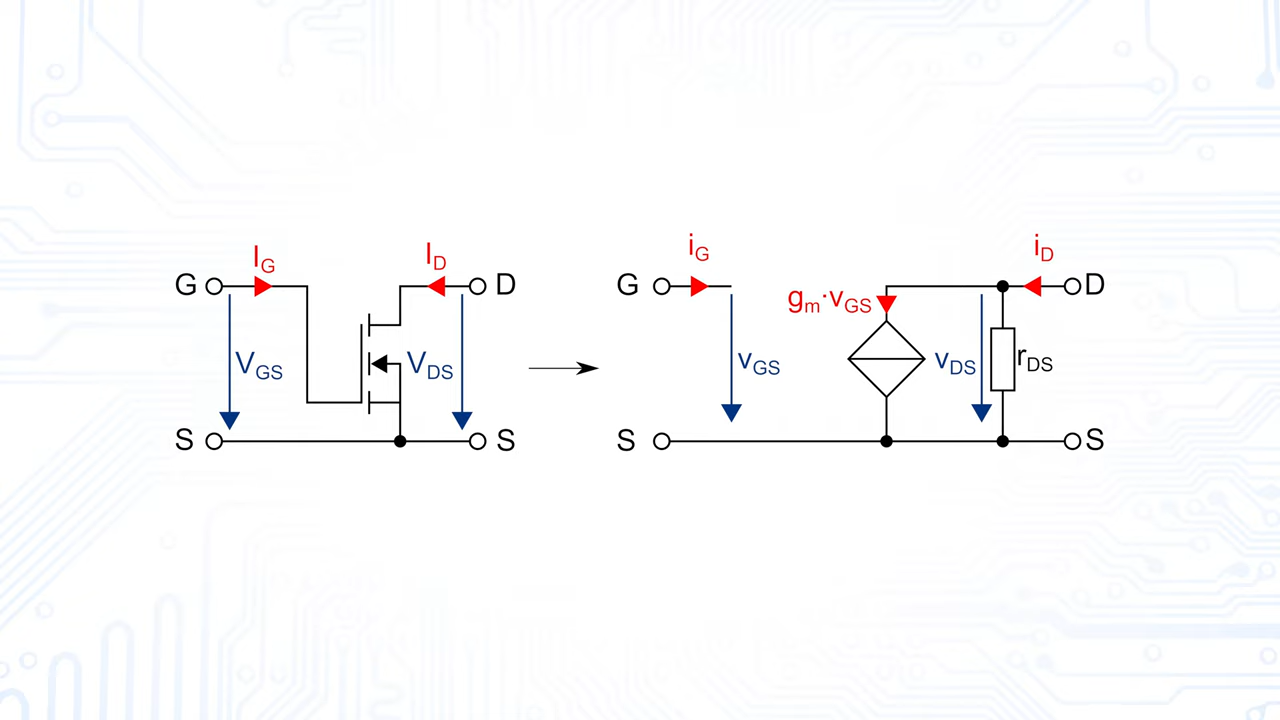 G
I_G
I_D
D
V_GS
V_DS
S
S
G
i_G
g_m·v_GS
i_D
D
v_GS
v_DS
r_DS
S
S